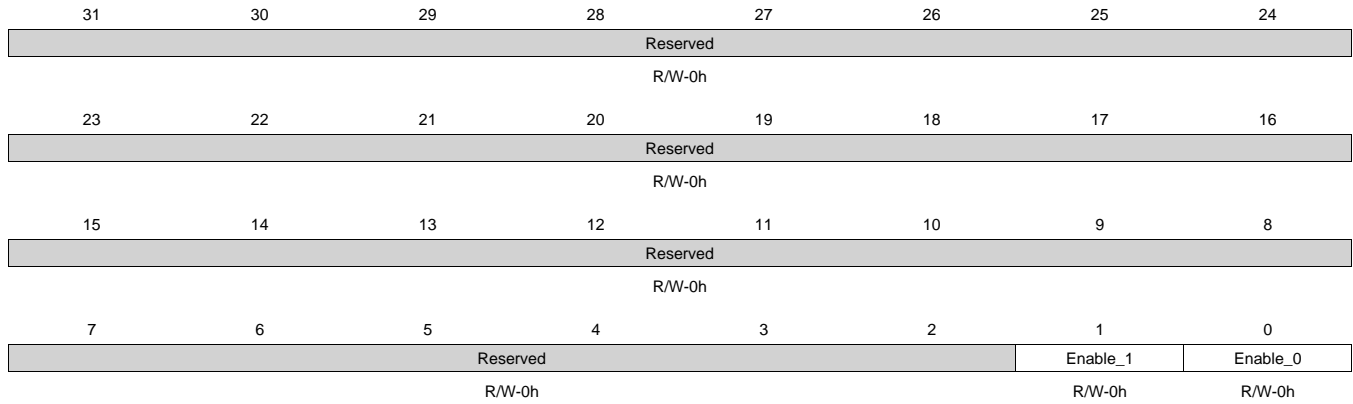 31 30 29 28 27 26 25 24
Reserved
R/W-0h
23 22 21 20 19 18 17 16
Reserved
R/W-0h
15 14 13 12 11 10 9 8
Reserved
R/W-0h
7 6 5 4 3 2 1 0
Reserved Enable_1 Enable_0
R/W-0h R/W-0h R/W-0h